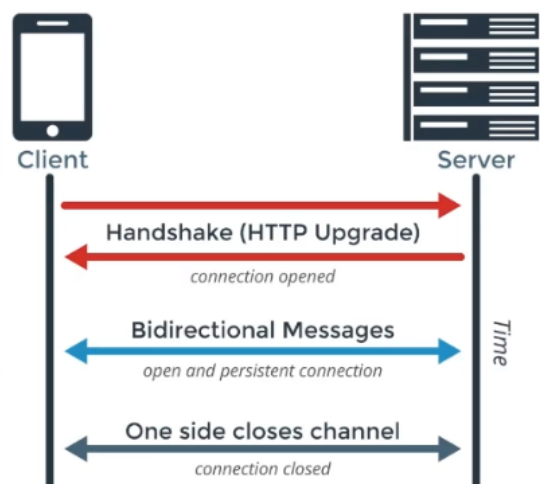 Client
Server
Handshake (HTTP Upgrade)
connection opened
Bidirectional Messages
open and persistent connection
Time
One side closes channel
connection closed